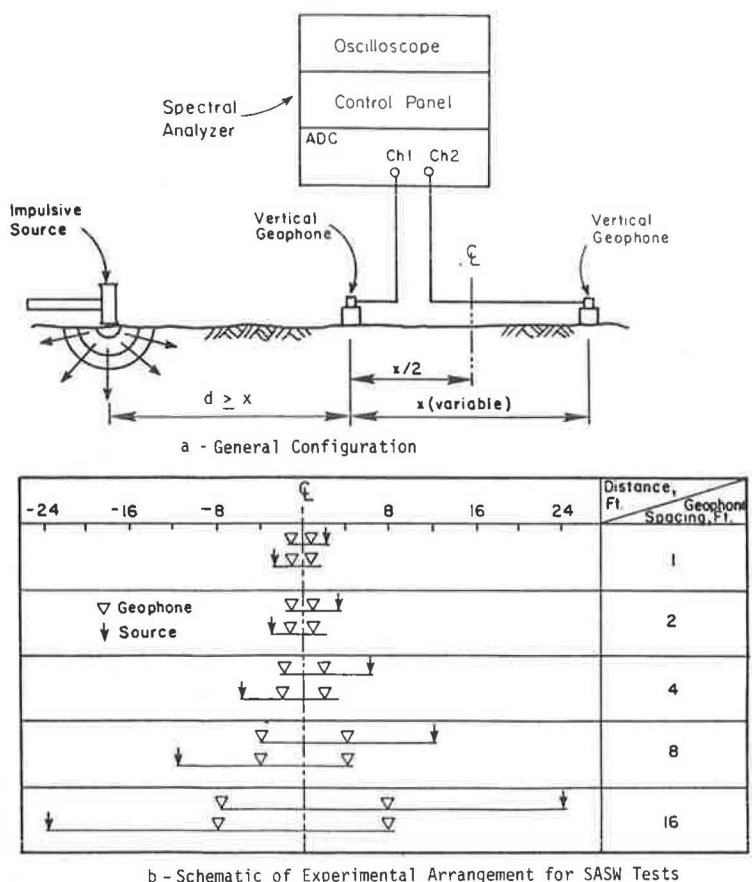 Oscilloscope
Control Panel
Spectral
Analyzer
ADC
Ch1 Ch2
Impulsive
Source
Vertical
Geophone
Vertical
Geophone
℄
x/2
d ≥ x
x (variable)
a - General Configuration
℄
-24 -16 -8 8 16 24
Distance,
Ft.
Geophone
Spacing, Ft.
1
▽ Geophone
↓ Source
2
4
8
16
b - Schematic of Experimental Arrangement for SASW Tests